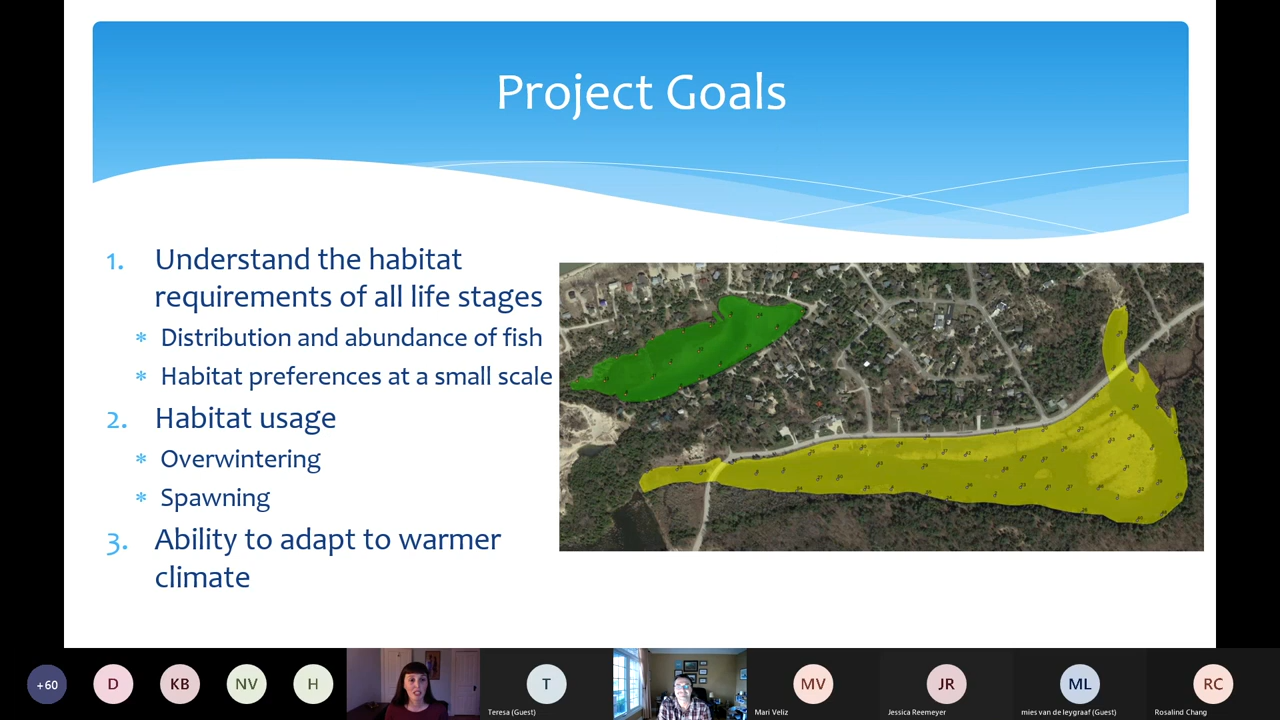 Project Goals
1. Understand the habitat
requirements of all life stages
* Distribution and abundance of fish
* Habitat preferences at a small scale
2. Habitat usage
* Overwintering
* Spawning
3. Ability to adapt to warmer
climate
+60
D
KB
NV
H
T
Teresa (Guest)
MV
Mari Veliz
JR
Jessica Reemeyer
ML
mies van de leygraaf (Guest)
RC
Rosalind Chang